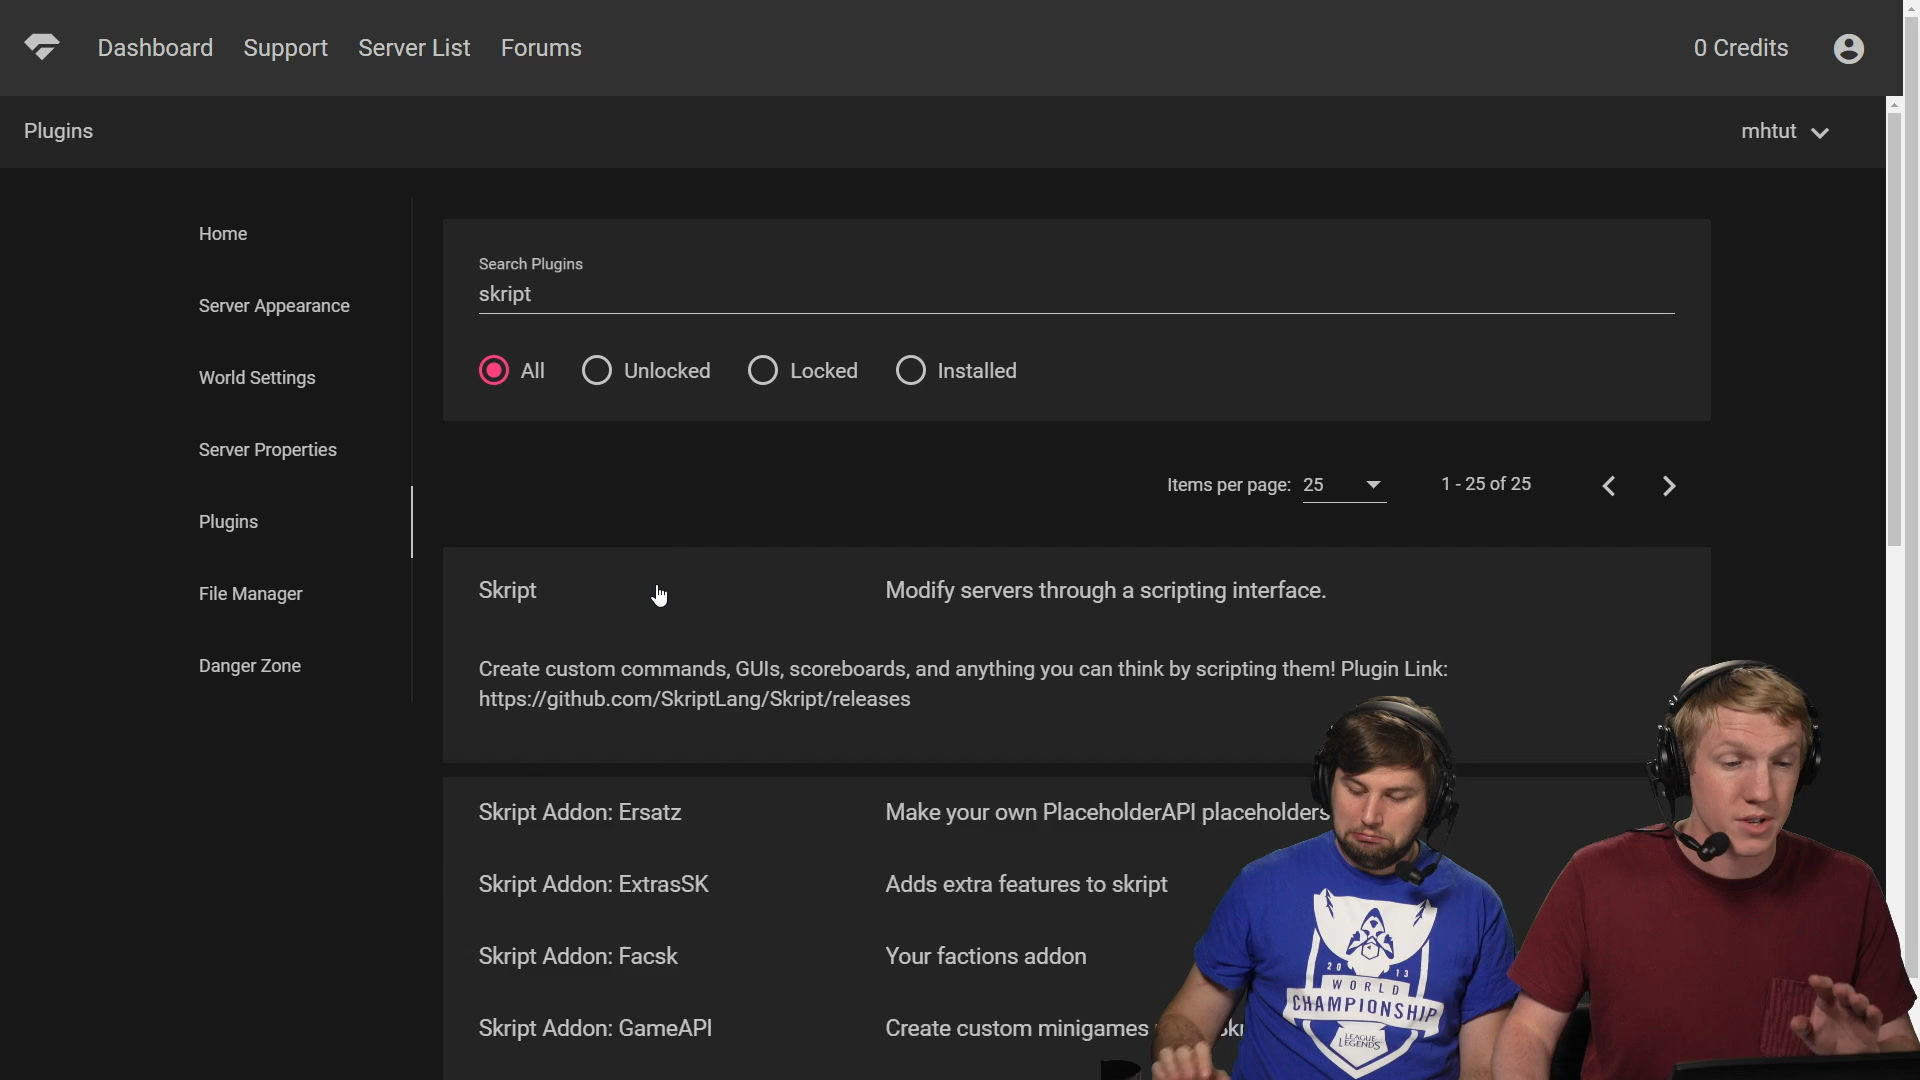 Dashboard Support Server List Forums 0 Credits
Plugins mhtut
Home
Server Appearance
World Settings
Server Properties
Plugins
File Manager
Danger Zone
Search Plugins
skript
All Unlocked Locked Installed
Items per page: 25 1 - 25 of 25
Skript Modify servers through a scripting interface.
Create custom commands, GUIs, scoreboards, and anything you can think by scripting them! Plugin Link:
https://github.com/SkriptLang/Skript/releases
Skript Addon: Ersatz Make your own PlaceholderAPI placeholders
Skript Addon: ExtrasSK Adds extra features to skript
Skript Addon: Facsk Your factions addon
Skript Addon: GameAPI Create custom minigames
2013
WORLD
CHAMPIONSHIP
LEAGUE
LEGENDS